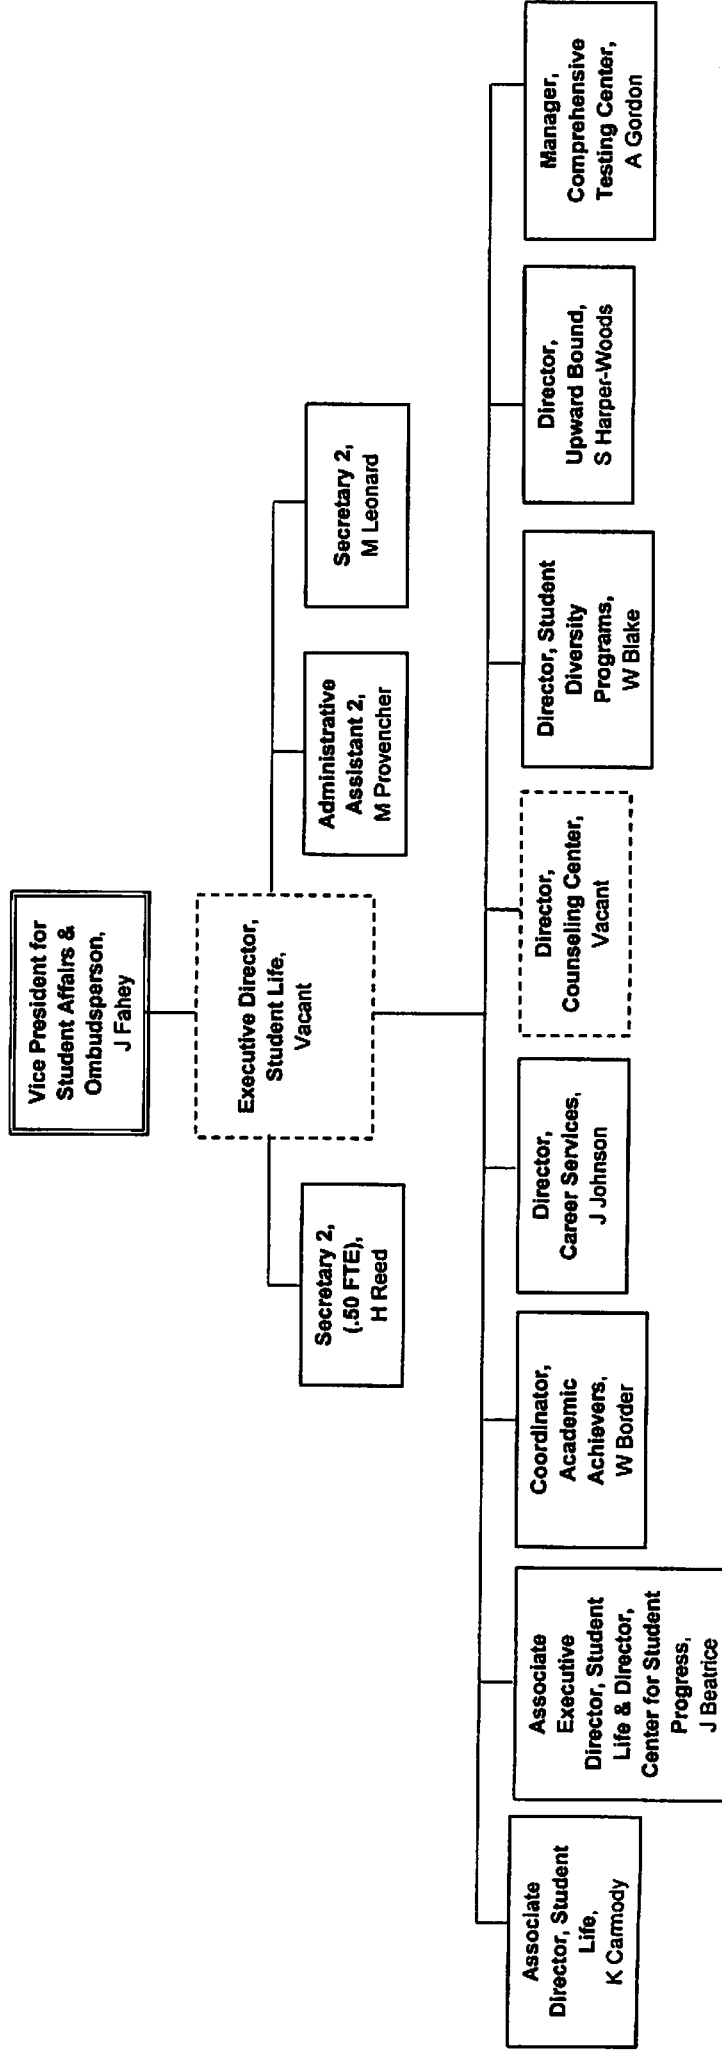 Vice President for
Student Affairs &
Ombudsperson,
J Fahey
Executive Director,
Student Life,
Vacant
Secretary 2,
(.50 FTE),
H Reed
Administrative
Assistant 2,
M Provencher
Secretary 2,
M Leonard
Associate
Director, Student
Life,
K Carmody
Associate
Executive
Director, Student
Life & Director,
Center for Student
Progress,
J Beatrice
Coordinator,
Academic
Achievers,
W Border
Director,
Career Services,
J Johnson
Director,
Counseling Center,
Vacant
Director, Student
Diversity
Programs,
W Blake
Director,
Upward Bound,
S Harper-Woods
Manager,
Comprehensive
Testing Center,
A Gordon